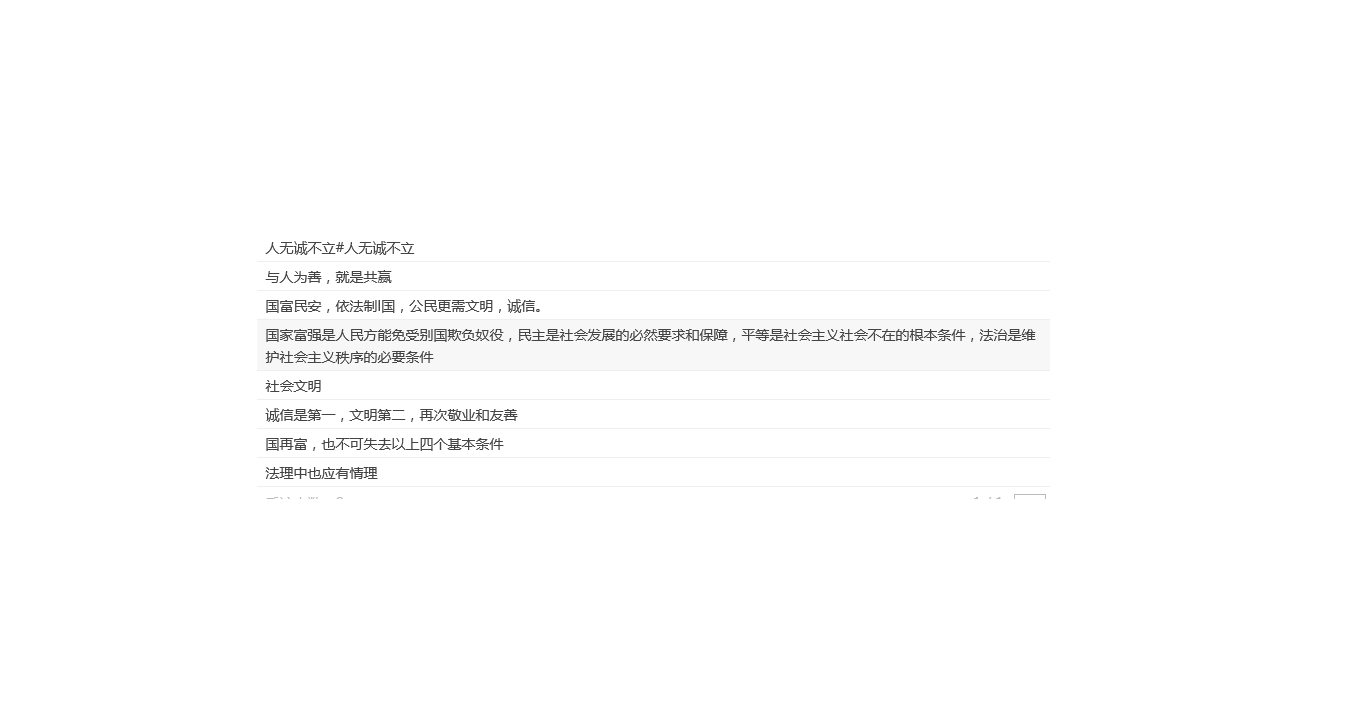 人无诚不立#人无诚不立
与人为善，就是共赢
国富民安，依法制l国，公民更需文明，诚信。
国家富强是人民方能免受别国欺负奴役，民主是社会发展的必然要求和保障，平等是社会主义社会不在的根本条件，法治是维
护社会主义秩序的必要条件
社会文明
诚信是第一，文明第二，再次敬业和友善
国再富，也不可失去以上四个基本条件
法理中也应有情理